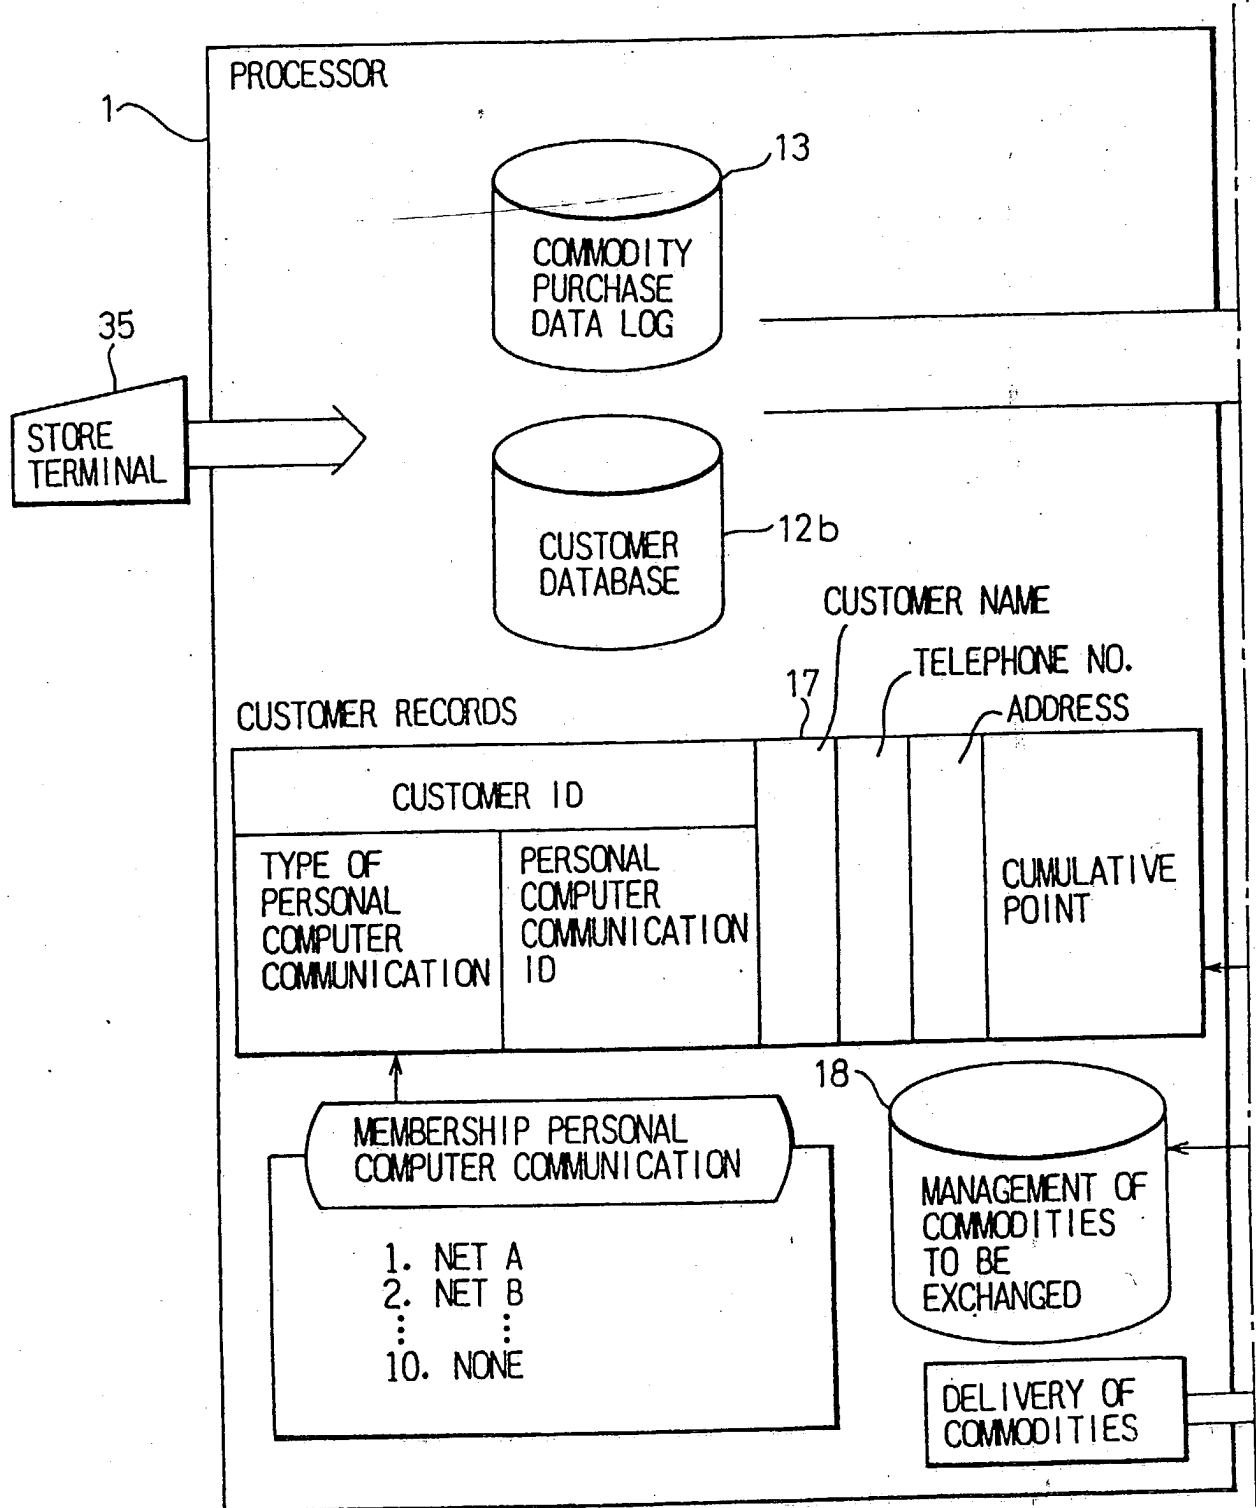 PROCESSOR
1
13
COMMODITY
PURCHASE
DATA LOG
35
STORE
TERMINAL
12b
CUSTOMER
DATABASE
CUSTOMER NAME
TELEPHONE NO.
17
ADDRESS
CUSTOMER RECORDS
CUSTOMER ID
TYPE OF
PERSONAL
COMPUTER
COMMUNICATION
PERSONAL
COMPUTER
COMMUNICATION
ID
CUMULATIVE
POINT
18
MEMBERSHIP PERSONAL
COMPUTER COMMUNICATION
1. NET A
2. NET B
10. NONE
MANAGEMENT OF
COMMODITIES
TO BE
EXCHANGED
DELIVERY OF
COMMODITIES